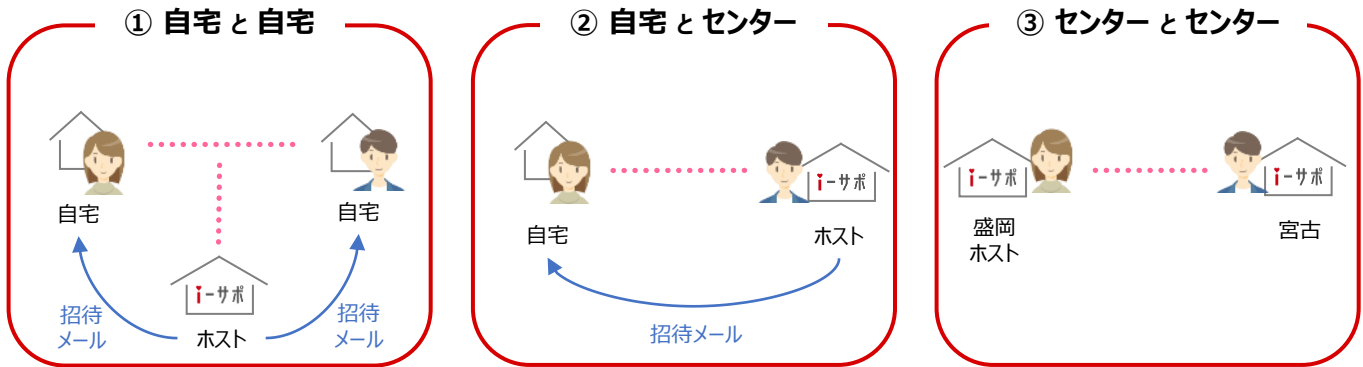 ① 自宅 と 自宅
自宅
自宅
i-サポ
招待
メール
ホスト
招待
メール
② 自宅 と センター
i-サポ
自宅
ホスト
招待メール
③ センター と センター
i-サポ
i-サポ
盛岡
ホスト
宮古